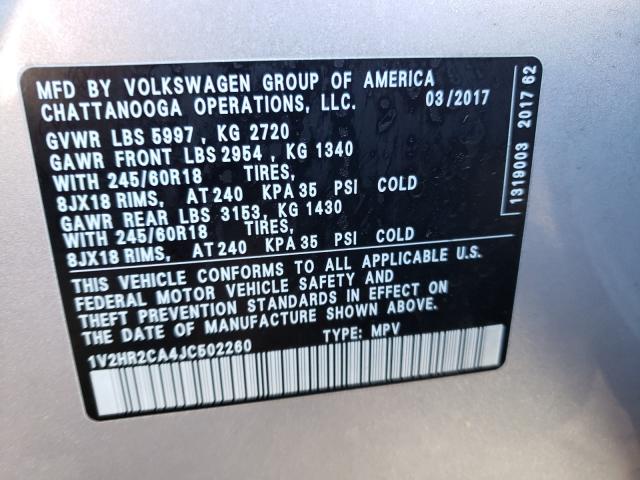 MFD BY VOLKSWAGEN GROUP OF AMERICA
CHATTANOOGA OPERATIONS, LLC. 03/2017
GVWR LBS 5997 , KG 2720
GAWR FRONT LBS 2954 , KG 1340
WITH 245/60R18 TIRES,
8JX18 RIMS, AT 240 KPA 35 PSI COLD
GAWR REAR LBS 3153, KG 1430
WITH 245/60R18 TIRES,
8JX18 RIMS, AT 240 KPA 35 PSI COLD
THIS VEHICLE CONFORMS TO ALL APPLICABLE U.S.
FEDERAL MOTOR VEHICLE SAFETY AND
THEFT PREVENTION STANDARDS IN EFFECT ON
THE DATE OF MANUFACTURE SHOWN ABOVE.
1V2HR2CA4JC502260 TYPE: MPV
1319003 2017 62